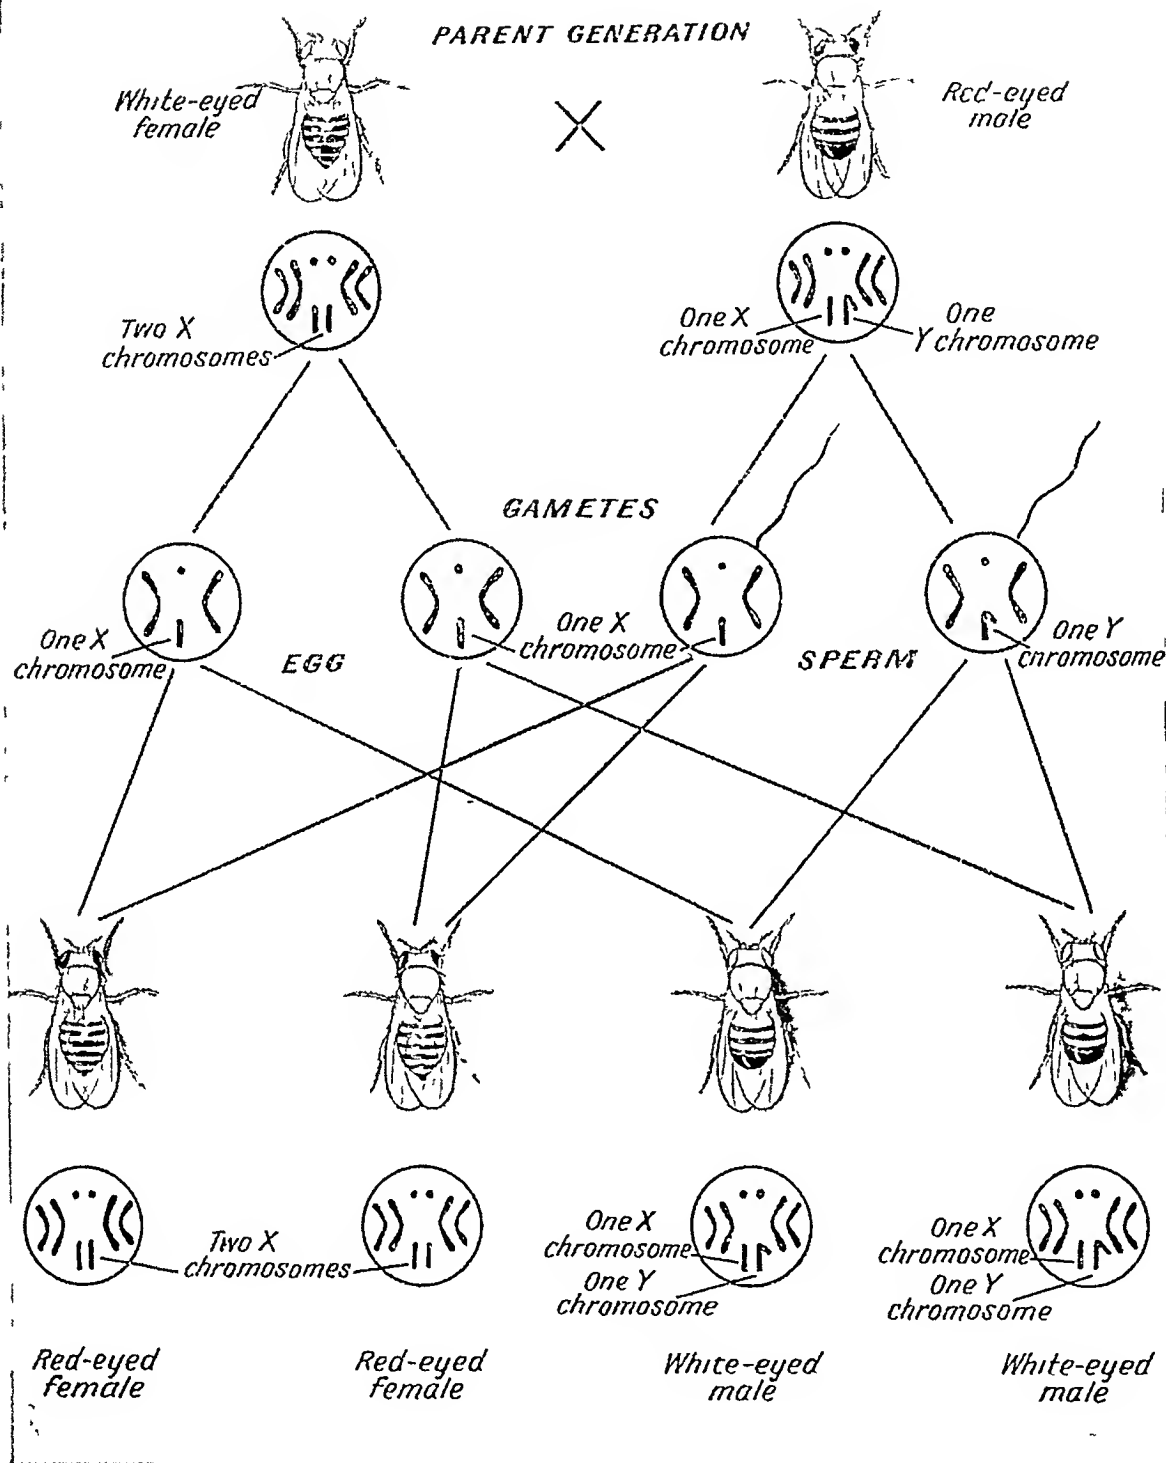 PARENT GENERATION
White-eyed
female
Red-eyed
male
Two X
chromosomes
One X
chromosome
One
Y chromosome
GAMETES
One X
chromosome
EGG
One X
chromosome
SPERM
One Y
cnromosome
Two X
chromosomes
One X
chromosome
One Y
chromosome
One X
chromosome
One Y
chromosome
Red-eyed
female
Red-eyed
female
White-eyed
male
White-eyed
male